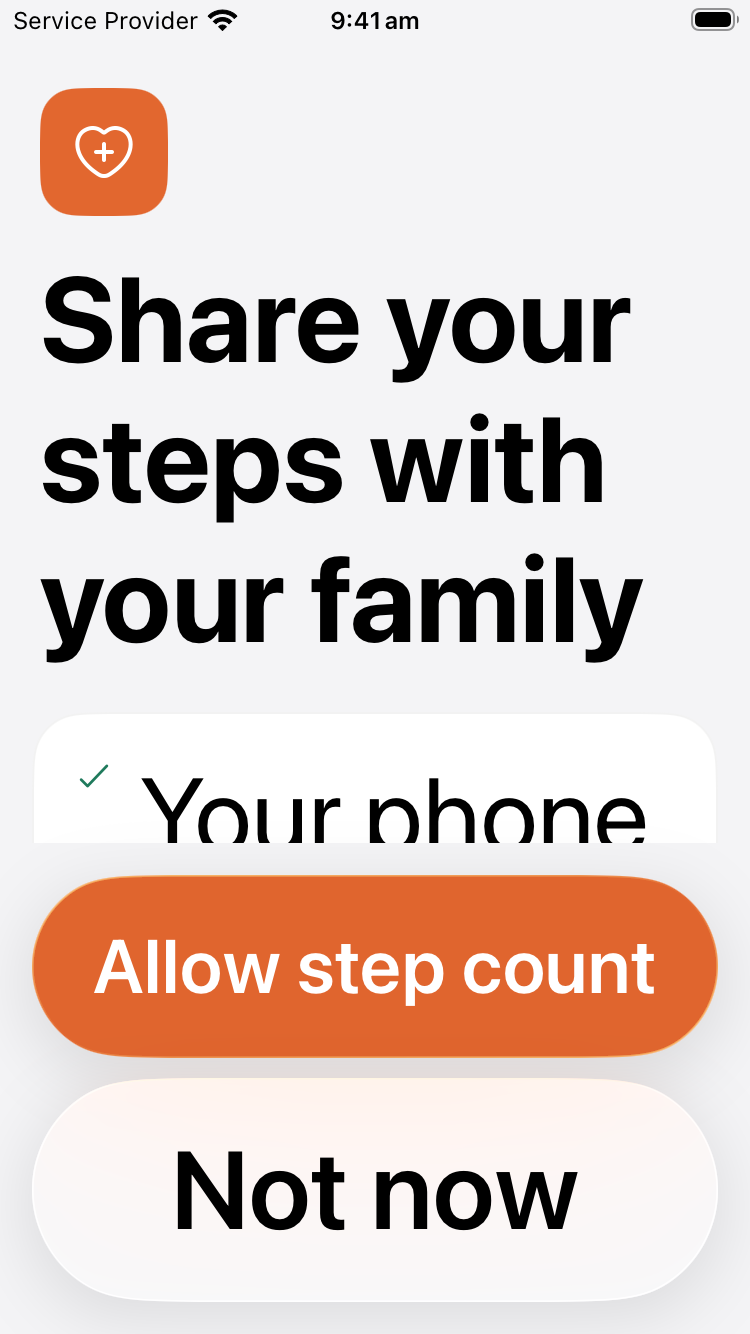 Service Provider 9:41 am
Share your
steps with
your family
Your phone
Allow step count
Not now